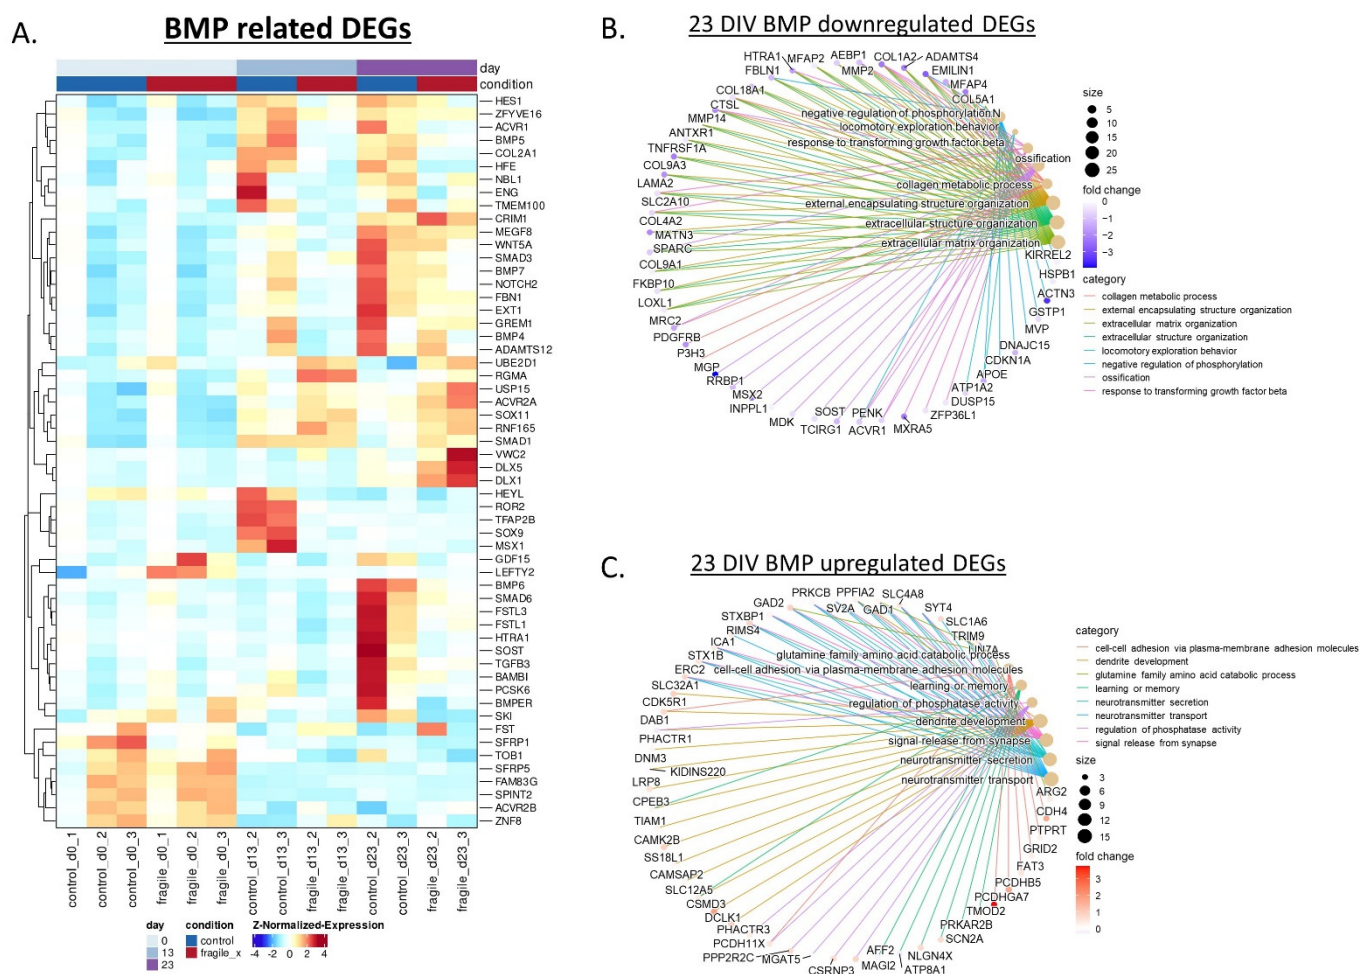 A.
BMP related DEGs
day
condition
HES1
ZFYVE16
ACVR1
BMP5
COL2A1
HFE
NBL1
ENG
TMEM100
CRIM1
MEGF8
WNT5A
SMAD3
BMP7
NOTCH2
FBN1
EXT1
GREM1
BMP4
ADAMTS12
UBE2D1
RGMA
USP15
ACVR2A
SOX11
RNF165
SMAD1
VWC2
DLX5
DLX1
HEYL
ROR2
TFAP2B
SOX9
MSX1
GDF15
LEFTY2
BMP6
SMAD6
FSTL3
FSTL1
HTRA1
SOST
TGFB3
BAMBI
PCSK6
BMPER
SKI
FST
SFRP1
TOB1
SFRP5
FAM83G
SPINT2
ACVR2B
ZNF8
control_d0_1
control_d0_2
control_d0_3
fragile_d0_1
fragile_d0_2
fragile_d0_3
control_d13_2
control_d13_3
fragile_d13_2
fragile_d13_3
control_d23_2
control_d23_3
fragile_d23_2
fragile_d23_3
day
0
13
23
condition
control
fragile_x
Z-Normalized-Expression
-4 -2 0 2 4
B.
23 DIV BMP downregulated DEGs
HTRA1
MFAP2
AEBP1
COL1A2
ADAMTS4
FBLN1
MMP2
EMILIN1
MFAP4
COL18A1
COL5A1
CTSL
MMP14
ANTXR1
TNFRSF1A
COL9A3
LAMA2
SLC2A10
COL4A2
MATN3
SPARC
COL9A1
FKBP10
LOXL1
MRC2
PDGFRB
P3H3
MGP
RRBP1
MSX2
INPPL1
MDK
SOST
TCIRG1
PENK
ACVR1
MXRA5
ZFP36L1
DUSP15
ATP1A2
APOE
CDKN1A
DNAJC15
MVP
GSTP1
ACTN3
HSPB1
KIRREL2
negative regulation of phosphorylation
locomotory exploration behavior
response to transforming growth factor beta
ossification
collagen metabolic process
external encapsulating structure organization
extracellular structure organization
extracellular matrix organization
size
5
10
15
20
25
fold change
0
−1
−2
−3
category
collagen metabolic process
external encapsulating structure organization
extracellular matrix organization
extracellular structure organization
locomotory exploration behavior
negative regulation of phosphorylation
ossification
response to transforming growth factor beta
C.
23 DIV BMP upregulated DEGs
PRKCB
PPFIA2
SLC4A8
GAD2
SV2A
GAD1
SYT4
STXBP1
SLC1A6
RIMS4
TRIM9
ICA1
LIN7A
STX1B
ERC2
SLC32A1
CDK5R1
DAB1
PHACTR1
DNM3
KIDINS220
LRP8
CPEB3
TIAM1
CAMK2B
SS18L1
CAMSAP2
SLC12A5
CSMD3
DCLK1
PHACTR3
PCDH11X
PPP2R2C
MGAT5
CSRNP3
MAGI2
AFF2
ATP8A1
NLGN4X
SCN2A
PRKAR2B
TMOD2
PCDHGA7
PCDHB5
FAT3
GRID2
PTPRT
CDH4
ARG2
glutamine family amino acid catabolic process
cell-cell adhesion via plasma-membrane adhesion molecules
learning or memory
regulation of phosphatase activity
dendrite development
signal release from synapse
neurotransmitter secretion
neurotransmitter transport
category
cell-cell adhesion via plasma-membrane adhesion molecules
dendrite development
glutamine family amino acid catabolic process
learning or memory
neurotransmitter secretion
neurotransmitter transport
regulation of phosphatase activity
signal release from synapse
size
3
6
9
12
15
fold change
3
2
1
0